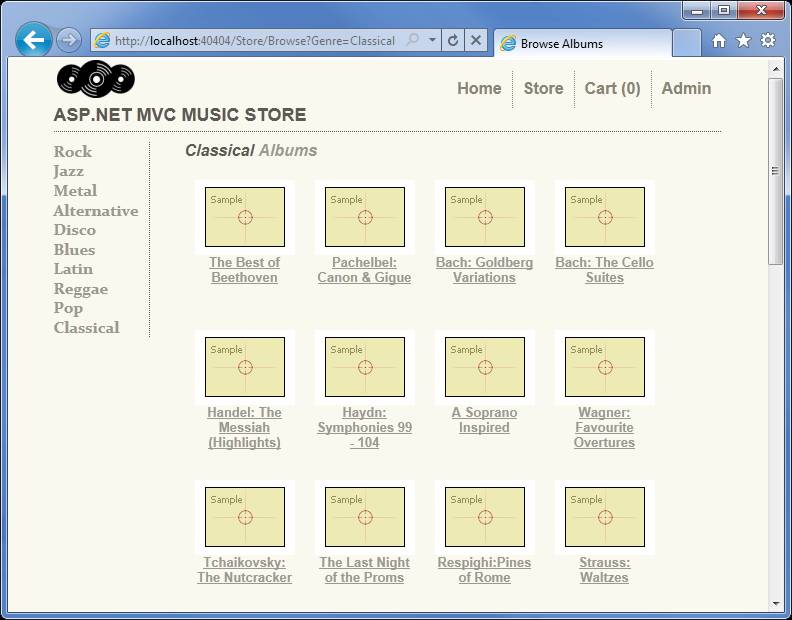 http://localhost:40404/Store/Browse?Genre=Classical
Browse Albums
ASP.NET MVC MUSIC STORE
Home
Store
Cart (0)
Admin
Rock
Jazz
Metal
Alternative
Disco
Blues
Latin
Reggae
Pop
Classical
Classical Albums
Sample
The Best of
Beethoven
Sample
Pachelbel:
Canon & Gigue
Sample
Bach: Goldberg
Variations
Sample
Bach: The Cello
Suites
Sample
Handel: The
Messiah
(Highlights)
Sample
Haydn:
Symphonies 99
- 104
Sample
A Soprano
Inspired
Sample
Wagner:
Favourite
Overtures
Sample
Tchaikovsky:
The Nutcracker
Sample
The Last Night
of the Proms
Sample
Respighi:Pines
of Rome
Sample
Strauss:
Waltzes